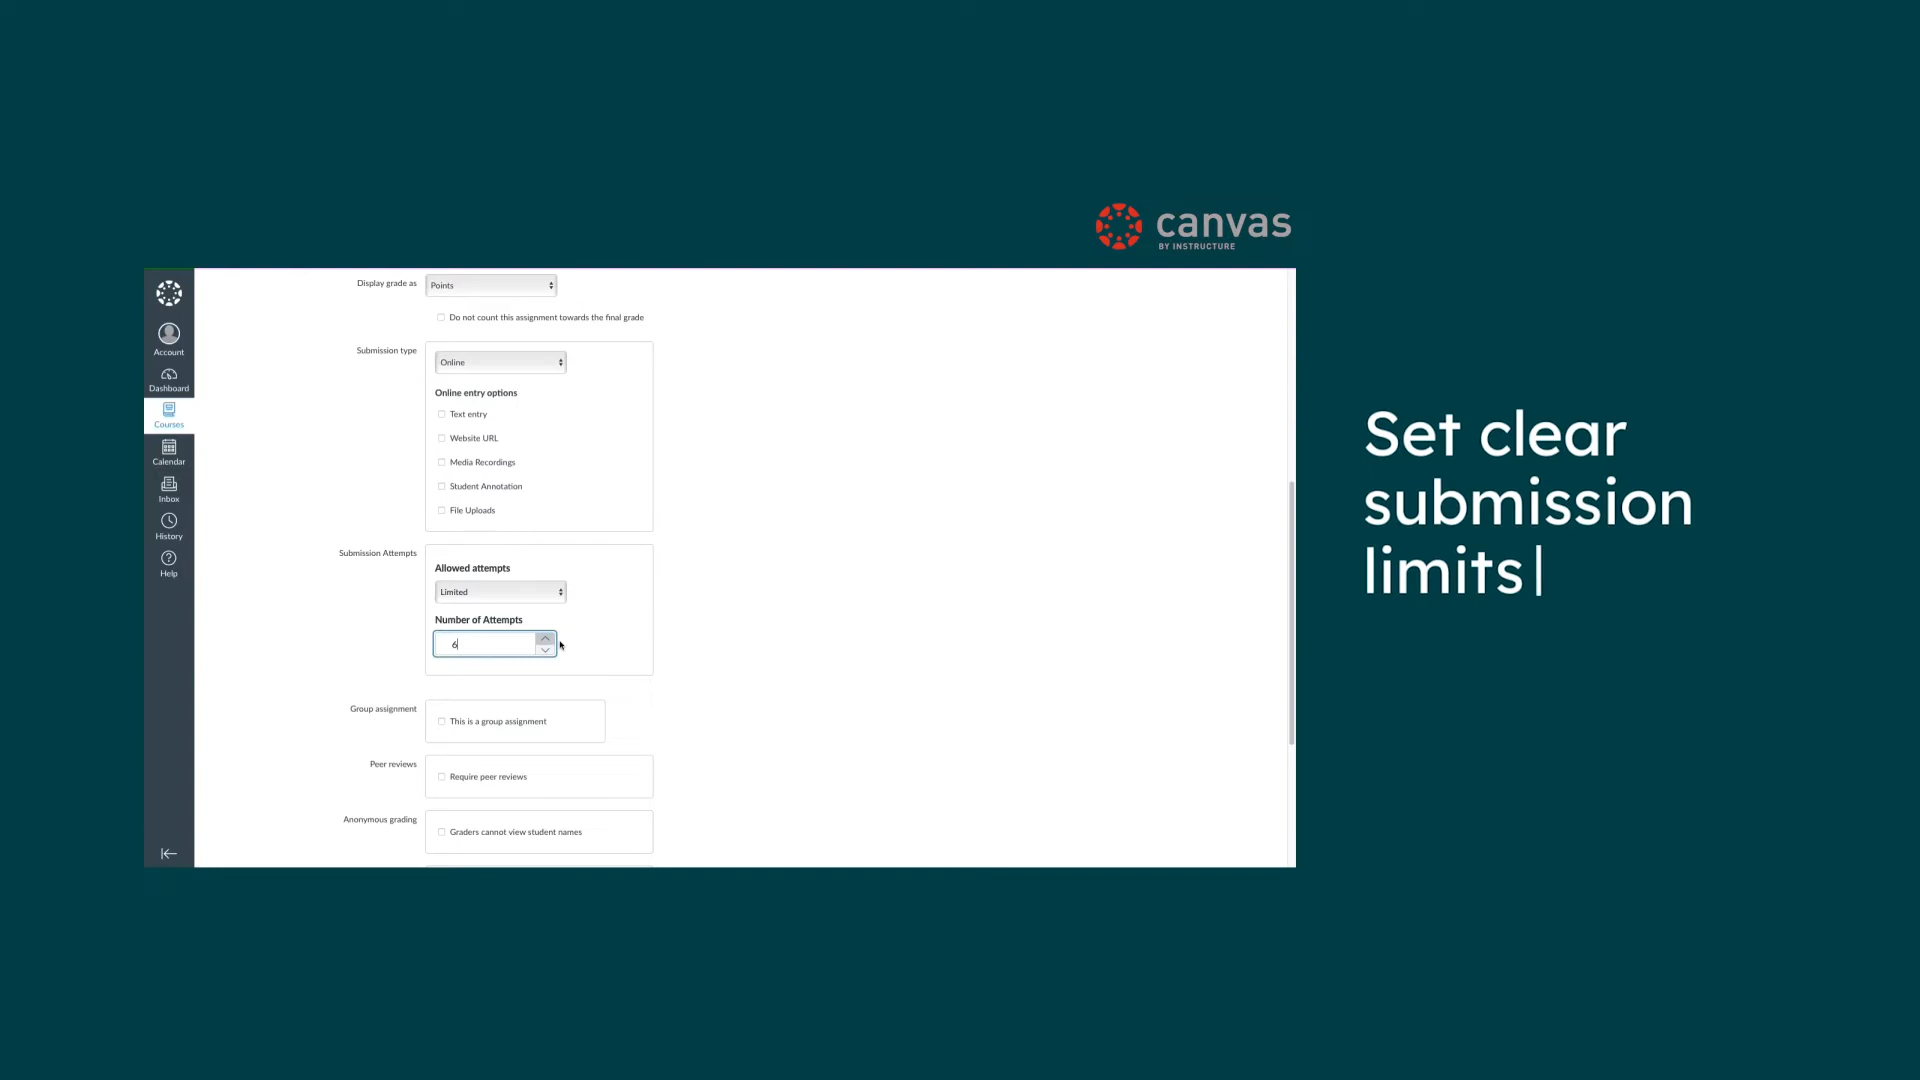 canvas
BY INSTRUCTURE
Display grade as
Points
Do not count this assignment towards the final grade
Submission type
Online
Online entry options
Text entry
Website URL
Media Recordings
Student Annotation
File Uploads
Submission Attempts
Allowed attempts
Limited
Number of Attempts
6
Group assignment
This is a group assignment
Peer reviews
Require peer reviews
Anonymous grading
Graders cannot view student names
Account
Dashboard
Courses
Calendar
Inbox
History
Help
Set clear
submission
limits